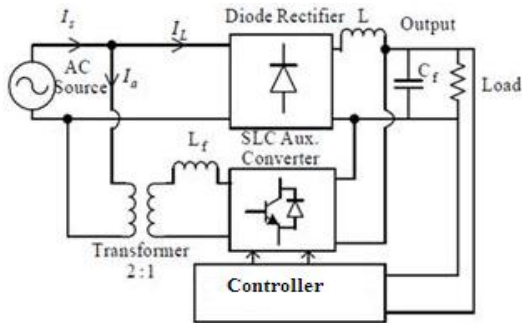 Diode Rectifier
L
Output
I_s
I_L
AC
Source
I_a
C_f
Load
SLC Aux.
Converter
L_f
Transformer
2:1
Controller